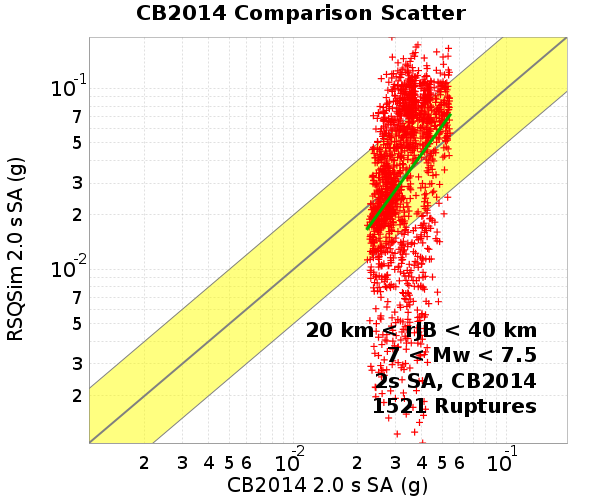 CB2014 Comparison Scatter
RSQSim 2.0 s SA (g)
10-1
7
5
3
2
10-2
7
5
3
2
20 km < rJB < 40 km
7 < Mw < 7.5
2s SA, CB2014
1521 Ruptures
2 3 4 5 6 10-2 2 3 4 5 6 10-1
CB2014 2.0 s SA (g)